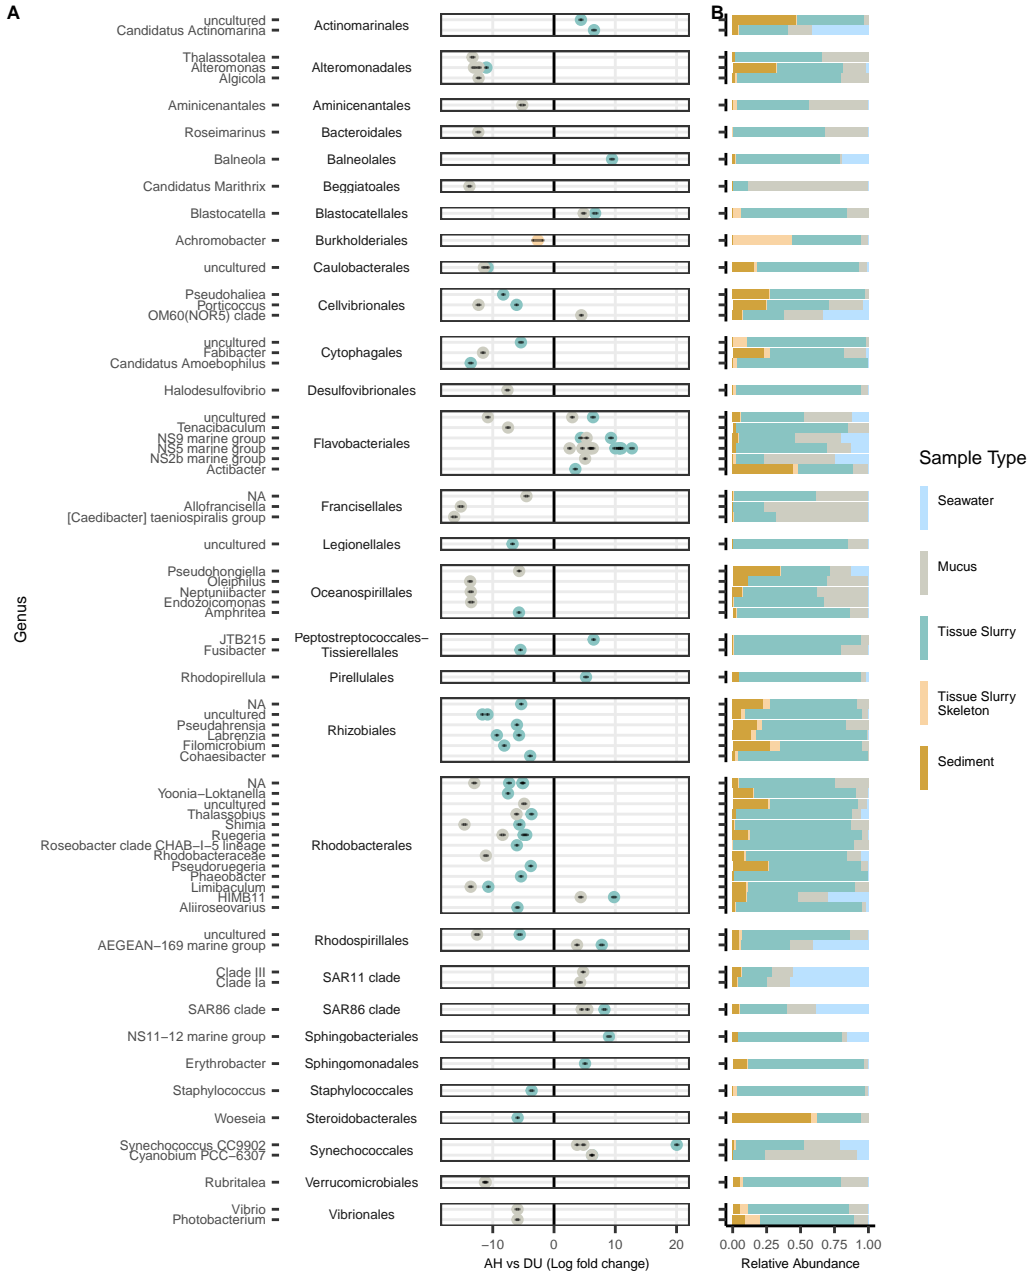 A
B
uncultured
Candidatus Actinomarina
Actinomarinales
Thalassotalea
Alteromonas
Algicola
Alteromonadales
Aminicenantales
Aminicenantales
Roseimarinus
Bacteroidales
Balneola
Balneolales
Candidatus Marithrix
Beggiatoales
Blastocatella
Blastocatellales
Achromobacter
Burkholderiales
uncultured
Caulobacterales
Pseudohaliea
Porticoccus
OM60(NOR5) clade
Cellvibrionales
uncultured
Fabibacter
Candidatus Amoebophilus
Cytophagales
Halodesulfovibrio
Desulfovibrionales
uncultured
Tenacibaculum
NS9 marine group
NS5 marine group
NS2b marine group
Actibacter
Flavobacteriales
NA
Allofrancisella
[Caedibacter] taeniospiralis group
Francisellales
uncultured
Legionellales
Pseudohongiella
Oleiphilus
Neptuniibacter
Endozoicomonas
Amphritea
Oceanospirillales
JTB215
Fusibacter
Peptostreptococcales−
Tissierellales
Rhodopirellula
Pirellulales
NA
uncultured
Pseudahrensia
Labrenzia
Filomicrobium
Cohaesibacter
Rhizobiales
NA
Yoonia−Loktanella
uncultured
Thalassobius
Shimia
Ruegeria
Roseobacter clade CHAB−I−5 lineage
Rhodobacteraceae
Pseudoruegeria
Phaeobacter
Limibaculum
HIMB11
Aliiroseovarius
Rhodobacterales
uncultured
AEGEAN−169 marine group
Rhodospirillales
Clade III
Clade Ia
SAR11 clade
SAR86 clade
SAR86 clade
NS11−12 marine group
Sphingobacteriales
Erythrobacter
Sphingomonadales
Staphylococcus
Staphylococcales
Woeseia
Steroidobacterales
Synechococcus CC9902
Cyanobium PCC−6307
Synechococcales
Rubritalea
Verrucomicrobiales
Vibrio
Photobacterium
Vibrionales
Genus
−10 0 10 20
AH vs DU (Log fold change)
0.00 0.25 0.50 0.75 1.00
Relative Abundance
Sample Type
Seawater
Mucus
Tissue Slurry
Tissue Slurry
Skeleton
Sediment